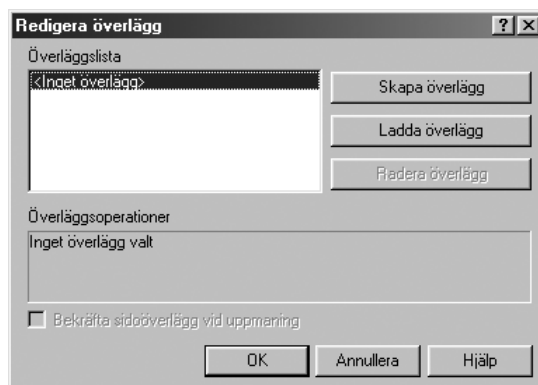 Redigera överlägg
Överläggslista
<Inget överlägg>
Skapa överlägg
Ladda överlägg
Radera överlägg
Överläggsoperationer
Inget överlägg valt
Bekräfta sidoöverlägg vid uppmaning
OK
Annullera
Hjälp